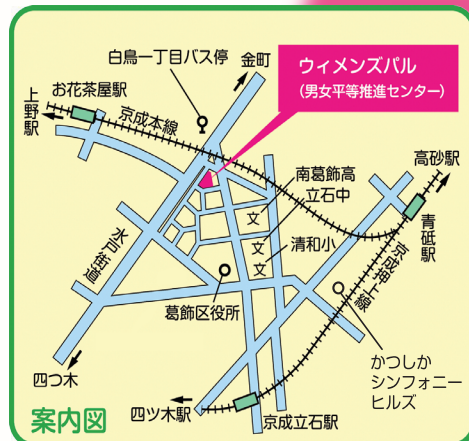 白鳥一丁目バス停
金町
ウィメンズパル
(男女平等推進センター)
お花茶屋駅
上野駅
京成本線
高砂駅
南葛飾高
立石中
文
文
清和小
文
青砥駅
水戸街道
京成押上線
葛飾区役所
かつしか
シンフォニー
ヒルズ
四つ木
四ツ木駅
京成立石駅
案内図